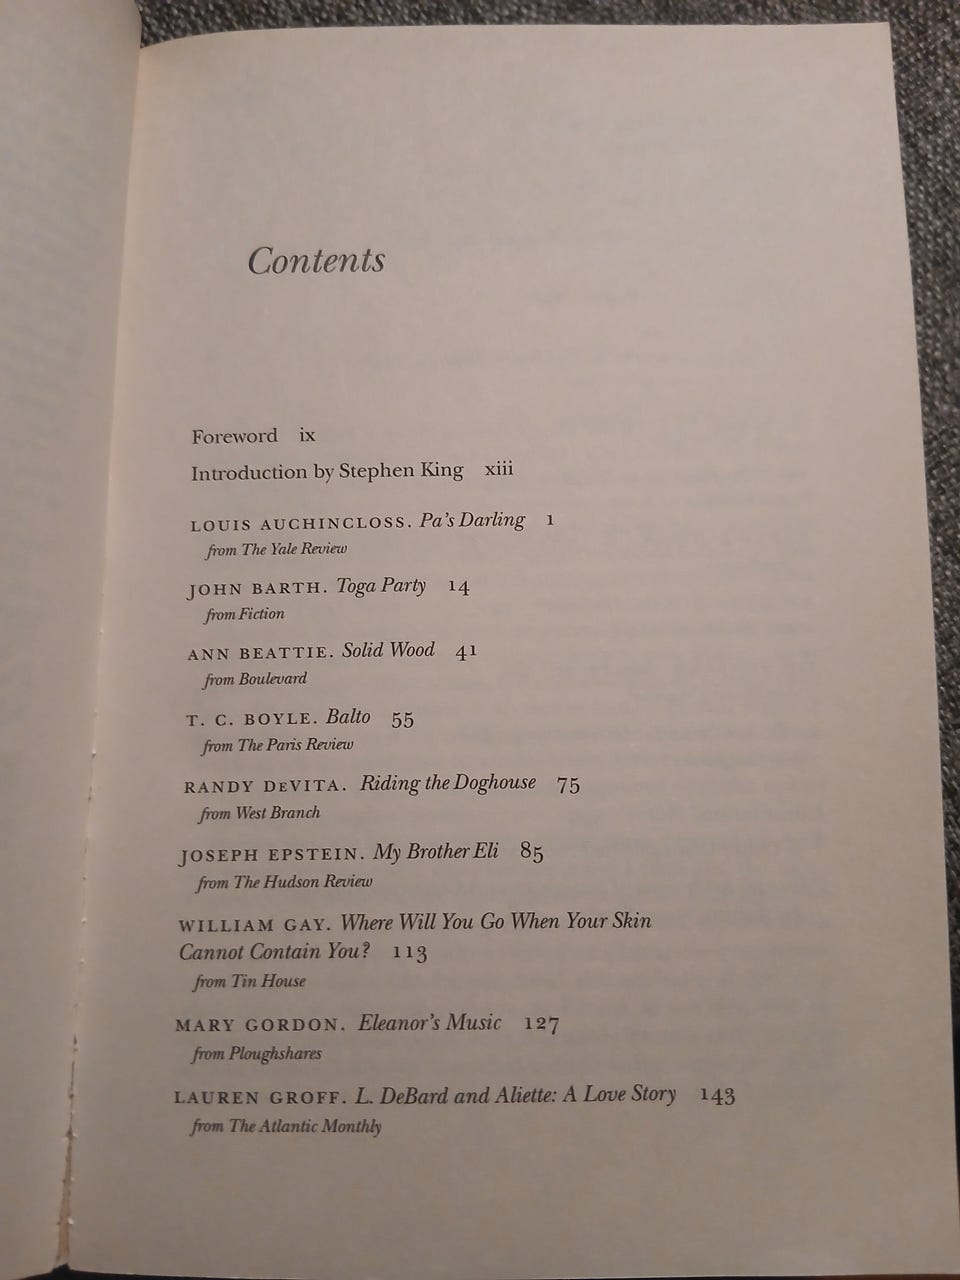 Contents
Foreword ix
Introduction by Stephen King xiii
LOUIS AUCHINCLOSS. Pa's Darling 1
from The Yale Review
JOHN BARTH. Toga Party 14
from Fiction
ANN BEATTIE. Solid Wood 41
from Boulevard
T. C. BOYLE. Balto 55
from The Paris Review
RANDY DEVITA. Riding the Doghouse 75
from West Branch
JOSEPH EPSTEIN. My Brother Eli 85
from The Hudson Review
WILLIAM GAY. Where Will You Go When Your Skin
Cannot Contain You? 113
from Tin House
MARY GORDON. Eleanor's Music 127
from Ploughshares
LAUREN GROFF. L. DeBard and Aliette: A Love Story 143
from The Atlantic Monthly